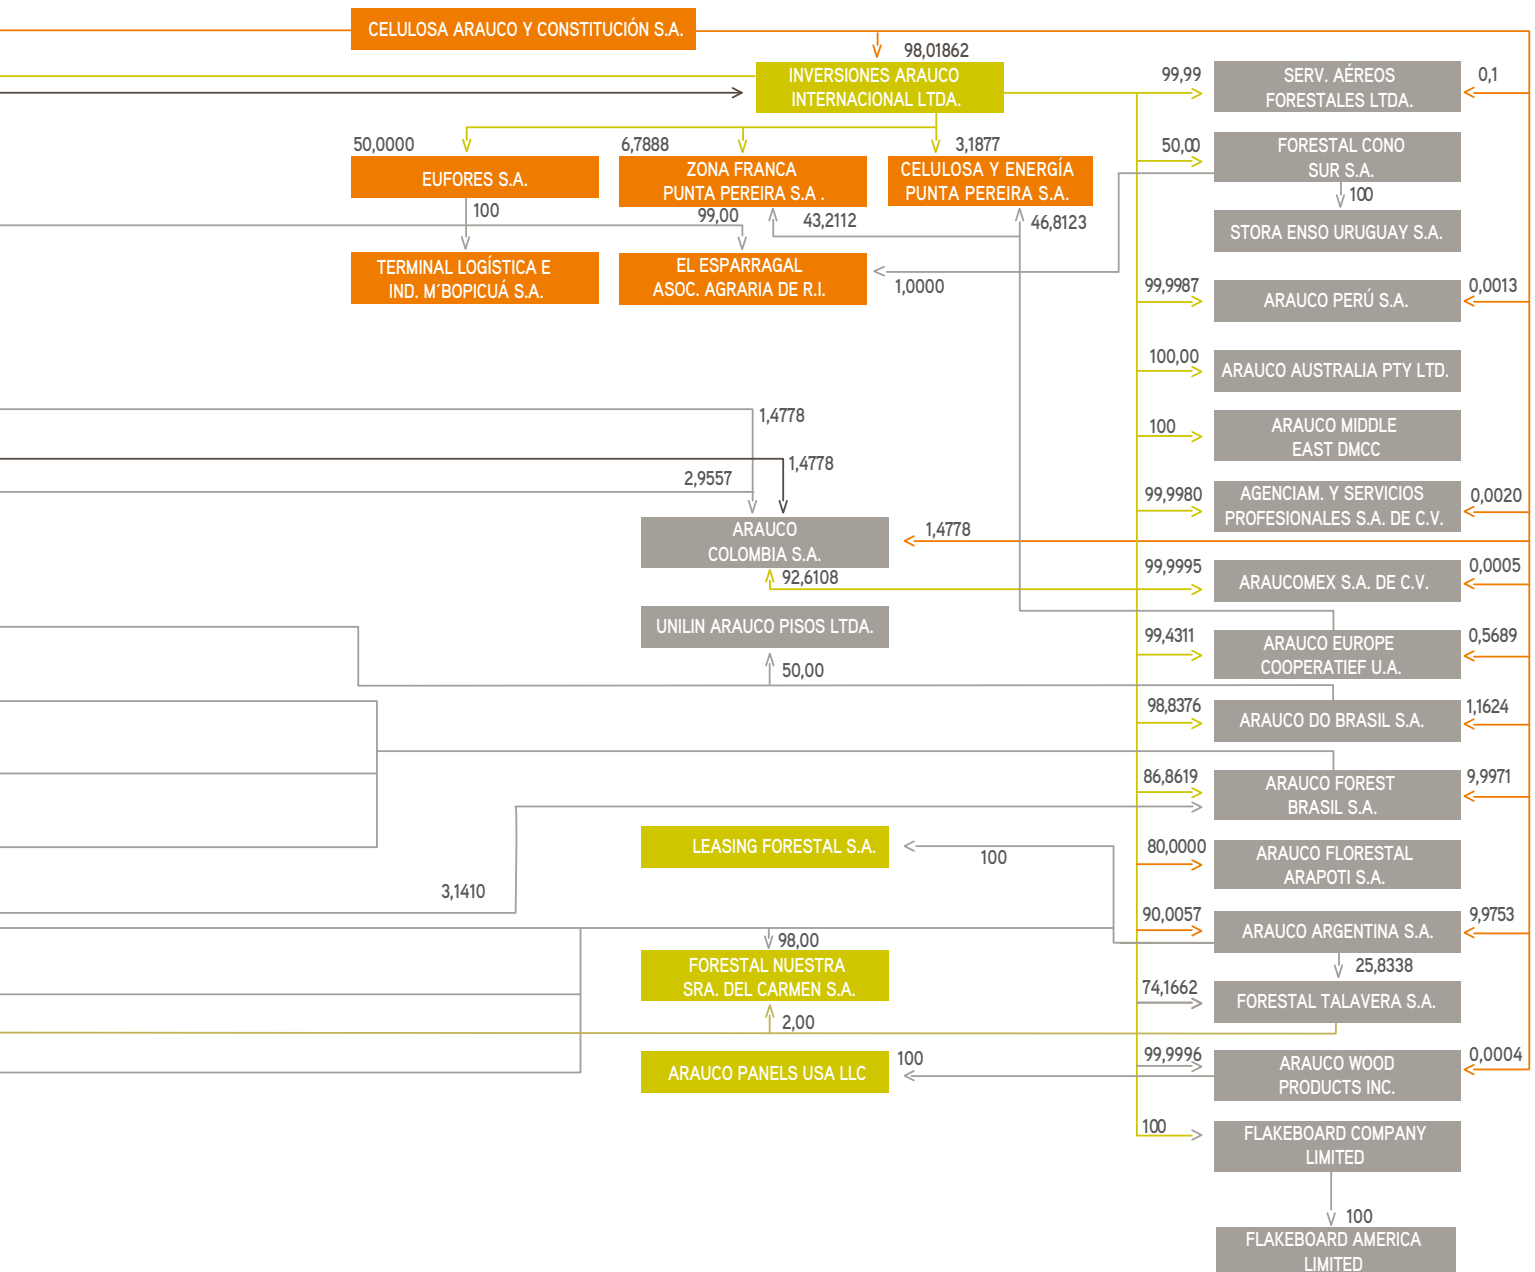 CELULOSA ARAUCO Y CONSTITUCIÓN S.A.
98,01862
INVERSIONES ARAUCO
INTERNACIONAL LTDA.
99,99
SERV. AÉREOS
FORESTALES LTDA.
0,1
50,0000
EUFORES S.A.
6,7888
ZONA FRANCA
PUNTA PEREIRA S.A .
3,1877
CELULOSA Y ENERGÍA
PUNTA PEREIRA S.A.
50,00
FORESTAL CONO
SUR S.A.
100
STORA ENSO URUGUAY S.A.
100
99,00
43,2112
46,8123
TERMINAL LOGÍSTICA E
IND. M´BOPICUÁ S.A.
EL ESPARRAGAL
ASOC. AGRARIA DE R.I.
1,0000
99,9987
ARAUCO PERÚ S.A.
0,0013
100,00
ARAUCO AUSTRALIA PTY LTD.
1,4778
100
ARAUCO MIDDLE
EAST DMCC
1,4778
2,9557
99,9980
AGENCIAM. Y SERVICIOS
PROFESIONALES S.A. DE C.V.
0,0020
ARAUCO
COLOMBIA S.A.
1,4778
92,6108
99,9995
ARAUCOMEX S.A. DE C.V.
0,0005
UNILIN ARAUCO PISOS LTDA.
50,00
99,4311
ARAUCO EUROPE
COOPERATIEF U.A.
0,5689
98,8376
ARAUCO DO BRASIL S.A.
1,1624
86,8619
ARAUCO FOREST
BRASIL S.A.
9,9971
LEASING FORESTAL S.A.
100
80,0000
ARAUCO FLORESTAL
ARAPOTI S.A.
3,1410
90,0057
ARAUCO ARGENTINA S.A.
9,9753
98,00
FORESTAL NUESTRA
SRA. DEL CARMEN S.A.
2,00
25,8338
74,1662
FORESTAL TALAVERA S.A.
ARAUCO PANELS USA LLC
100
99,9996
ARAUCO WOOD
PRODUCTS INC.
0,0004
100
FLAKEBOARD COMPANY
LIMITED
100
FLAKEBOARD AMERICA
LIMITED